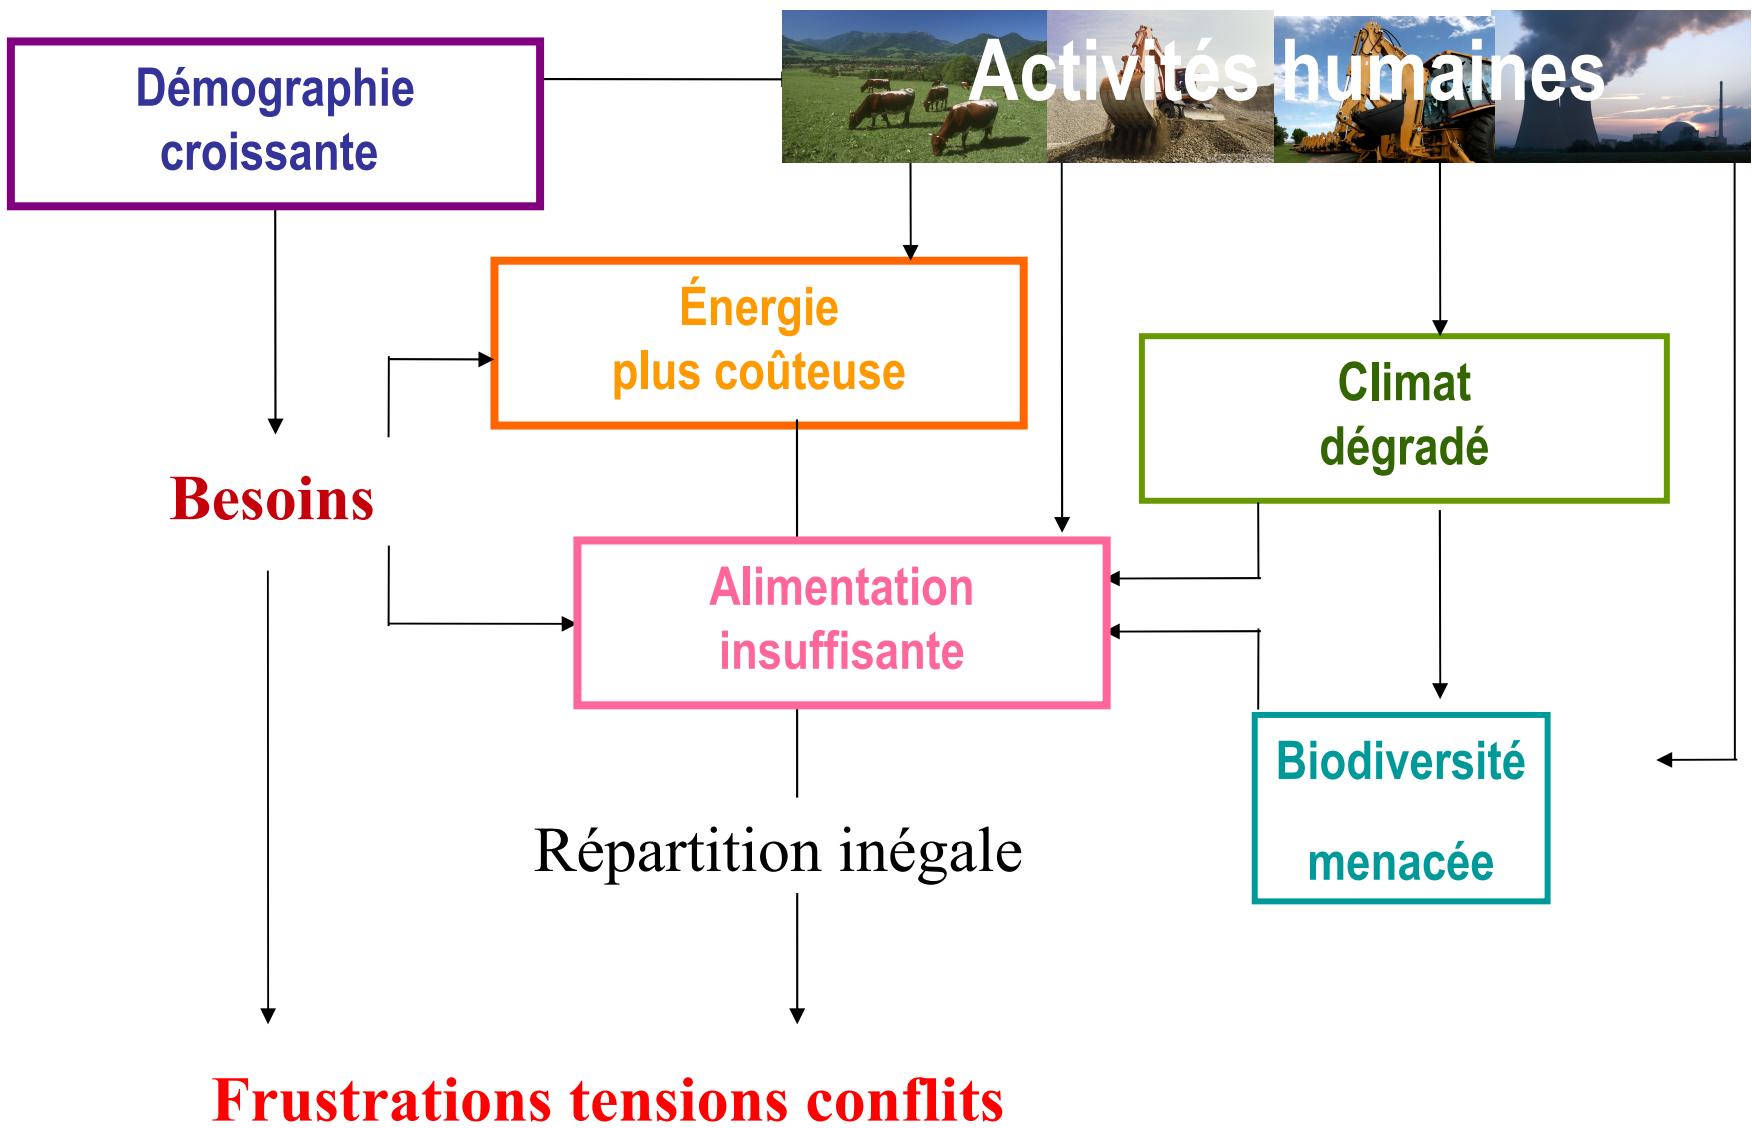 Activités humaines
Démographie
croissante
Énergie
plus coûteuse
Climat
dégradé
Besoins
Alimentation
insuffisante
Biodiversité
menacée
Répartition inégale
Frustrations tensions conflits